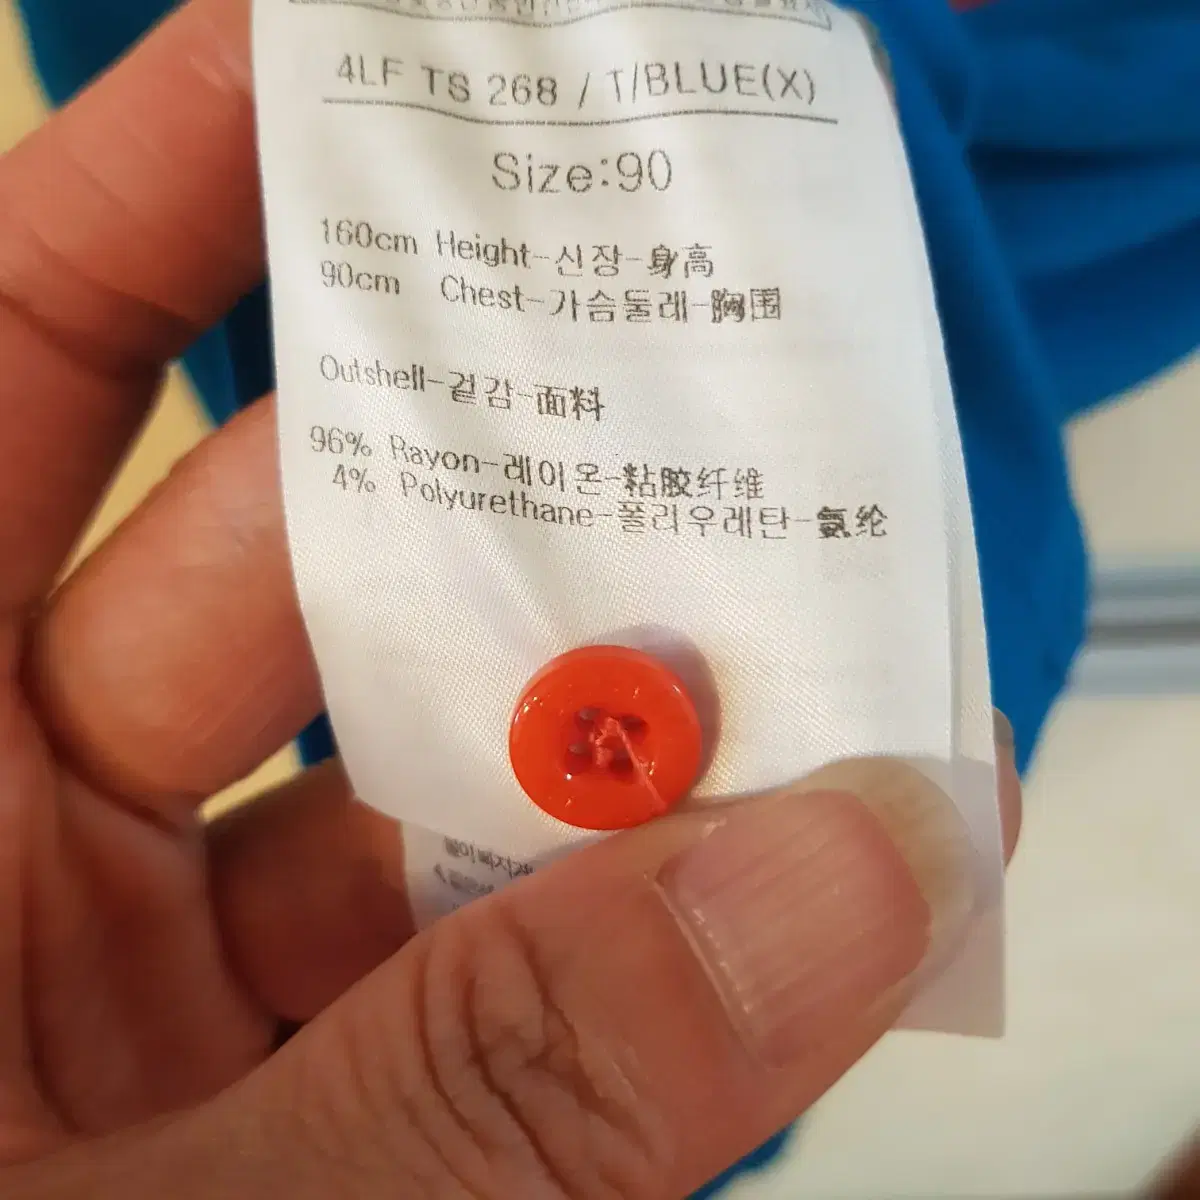 4LF TS 268 / T/BLUE(X)
Size:90
160cm Height-신장-身高
90cm Chest-가슴둘레-胸围
Outshell-겉감-面料
96% Rayon-레이온-粘胶纤维
4% Polyurethane-폴리우레탄-氨纶